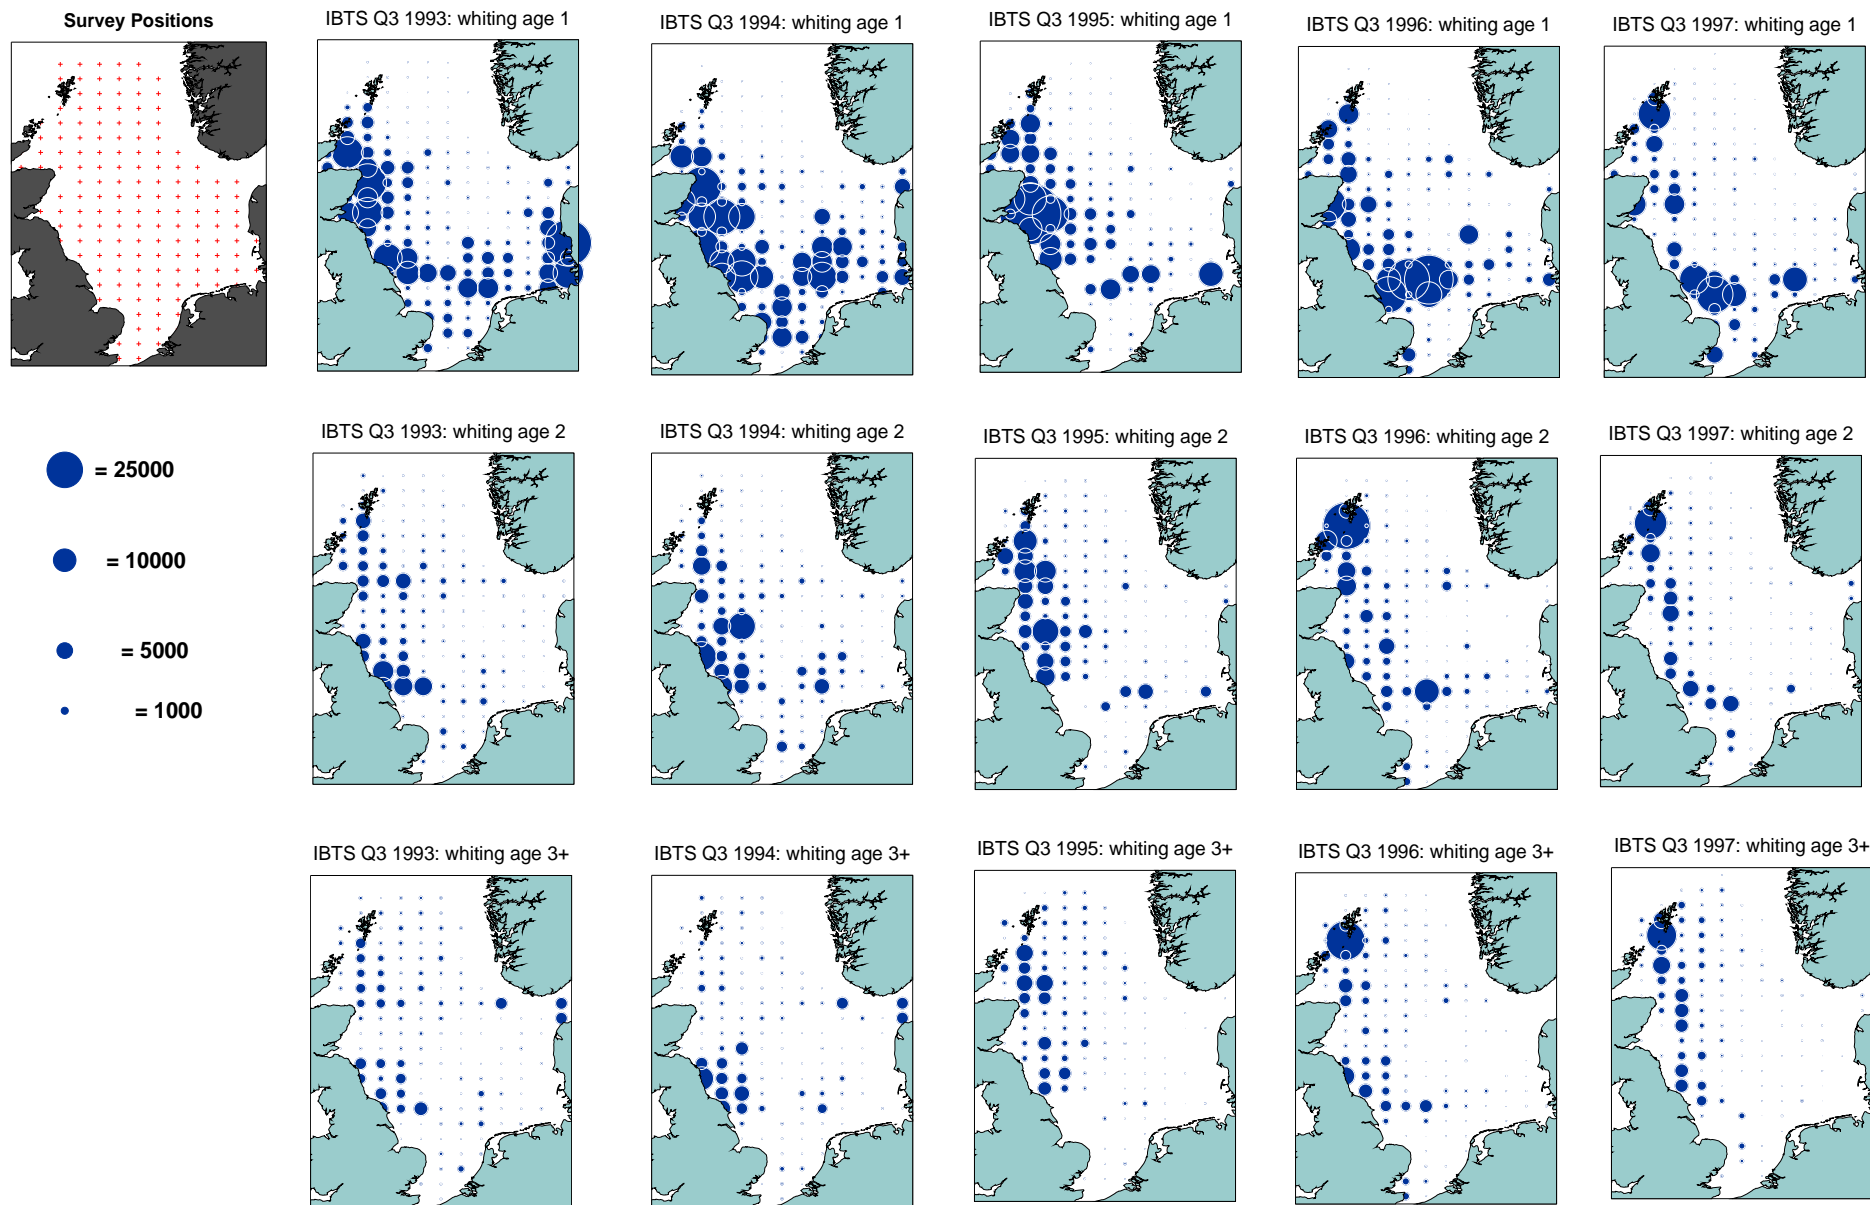 Survey Positions
IBTS Q3 1993: whiting age 1
IBTS Q3 1994: whiting age 1
IBTS Q3 1995: whiting age 1
IBTS Q3 1996: whiting age 1
IBTS Q3 1997: whiting age 1
= 25000
= 10000
= 5000
= 1000
IBTS Q3 1993: whiting age 2
IBTS Q3 1994: whiting age 2
IBTS Q3 1995: whiting age 2
IBTS Q3 1996: whiting age 2
IBTS Q3 1997: whiting age 2
IBTS Q3 1993: whiting age 3+
IBTS Q3 1994: whiting age 3+
IBTS Q3 1995: whiting age 3+
IBTS Q3 1996: whiting age 3+
IBTS Q3 1997: whiting age 3+